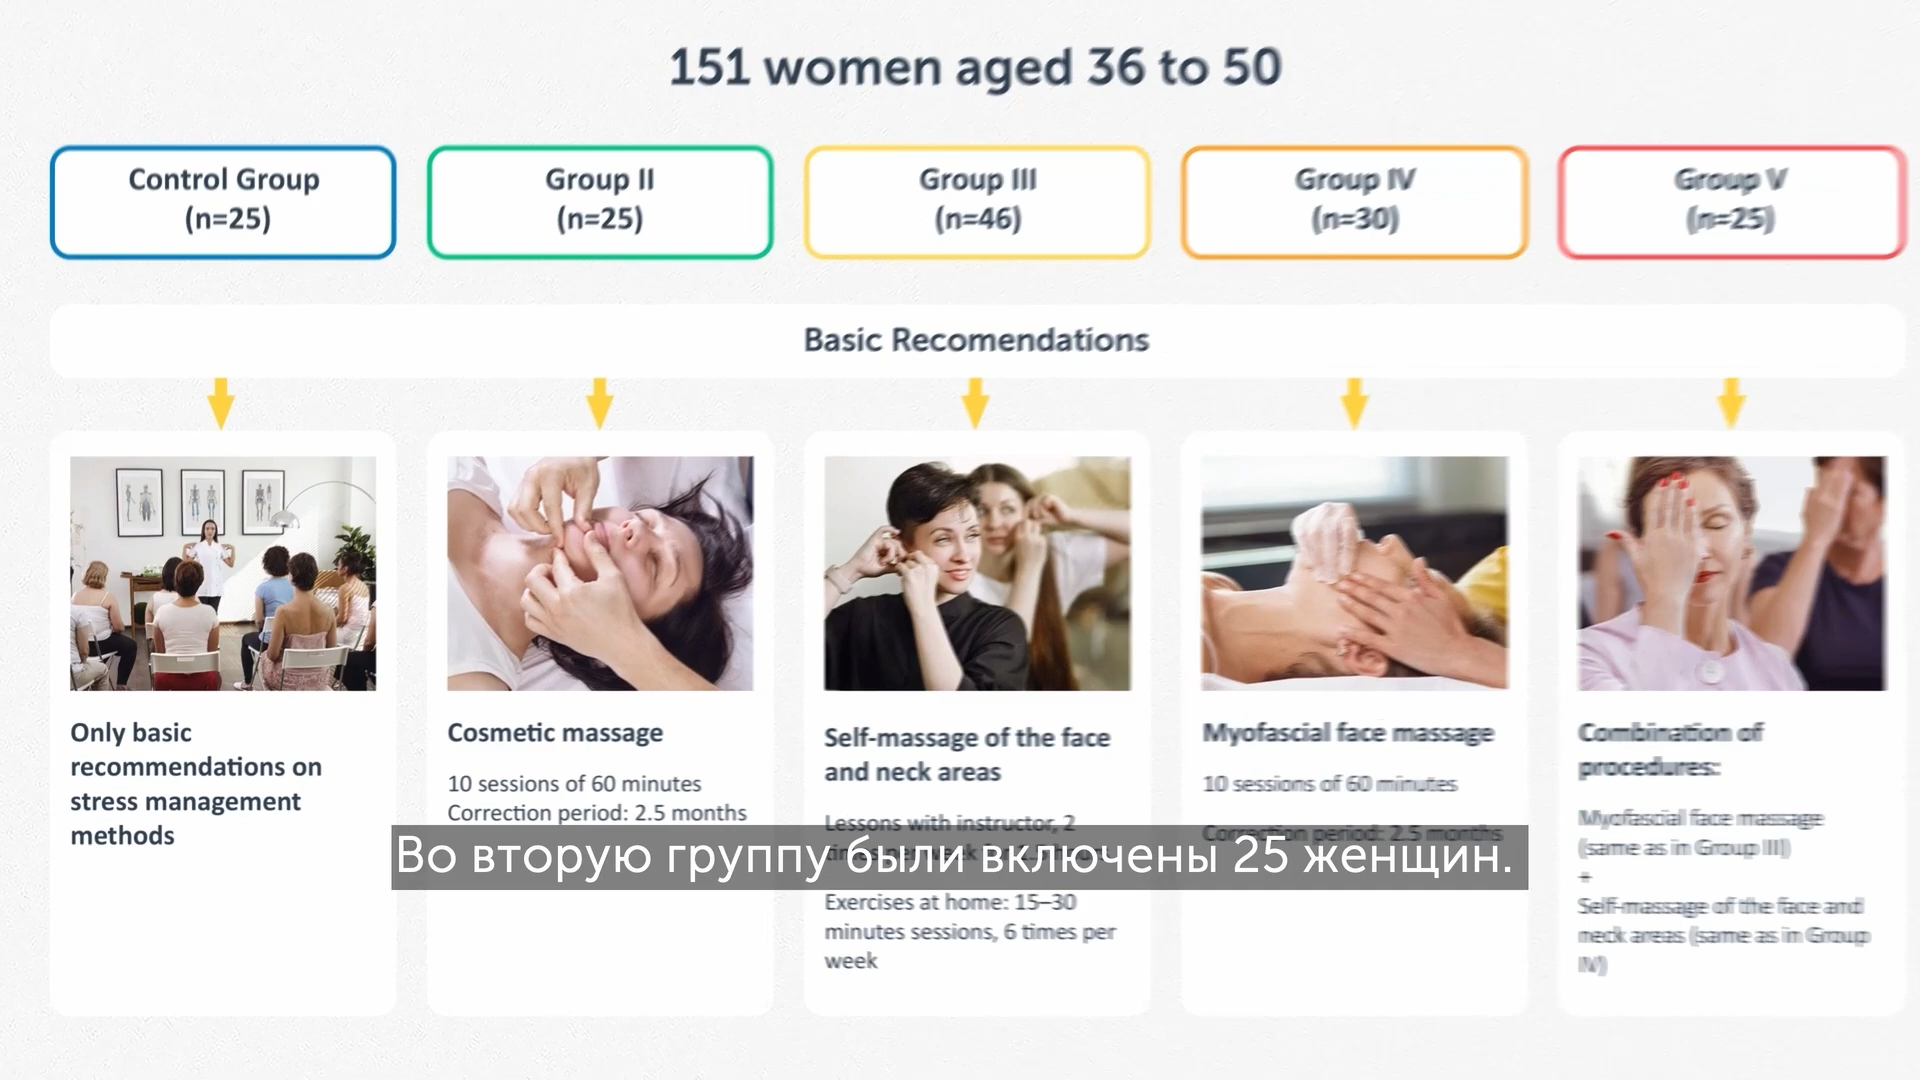 151 women aged 36 to 50
Control Group
(n=25)
Group II
(n=25)
Group III
(n=46)
Group IV
(n=30)
Group V
(n=25)
Basic Recomendations
Only basic
recommendations on
stress management
methods
Cosmetic massage
10 sessions of 60 minutes
Correction period: 2.5 months
Self-massage of the face
and neck areas
Lessons with instructor, 2
Exercises at home: 15–30
minutes sessions, 6 times per
week
Myofascial face massage
10 sessions of 60 minutes
Correction period: 2.5 months
Combination of
procedures:
Myofascial face massage
(same as in Group III)
+
Self-massage of the face and
neck areas (same as in Group
IV)
Во вторую группу были включены 25 женщин.